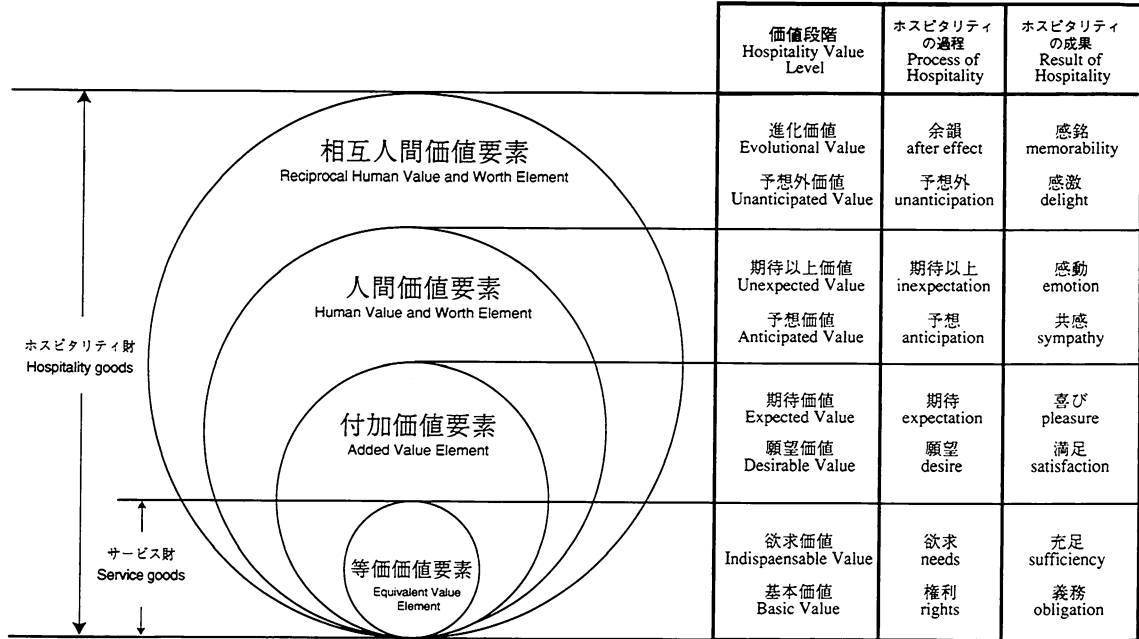 価値段階
Hospitality Value
Level
ホスピタリティ
の過程
Process of
Hospitality
ホスピタリティ
の成果
Result of
Hospitality
相互人間価値要素
Reciprocal Human Value and Worth Element
進化価値
Evolutional Value
余韻
after effect
感銘
memorability
予想外価値
Unanticipated Value
予想外
unanticipation
感激
delight
人間価値要素
Human Value and Worth Element
期待以上価値
Unexpected Value
期待以上
inexpectation
感動
emotion
予想価値
Anticipated Value
予想
anticipation
共感
sympathy
ホスピタリティ財
Hospitality goods
付加価値要素
Added Value Element
期待価値
Expected Value
期待
expectation
喜び
pleasure
願望価値
Desirable Value
願望
desire
満足
satisfaction
サービス財
Service goods
等価価値要素
Equivalent Value
Element
欲求価値
Indispaensable Value
欲求
needs
充足
sufficiency
基本価値
Basic Value
権利
rights
義務
obligation